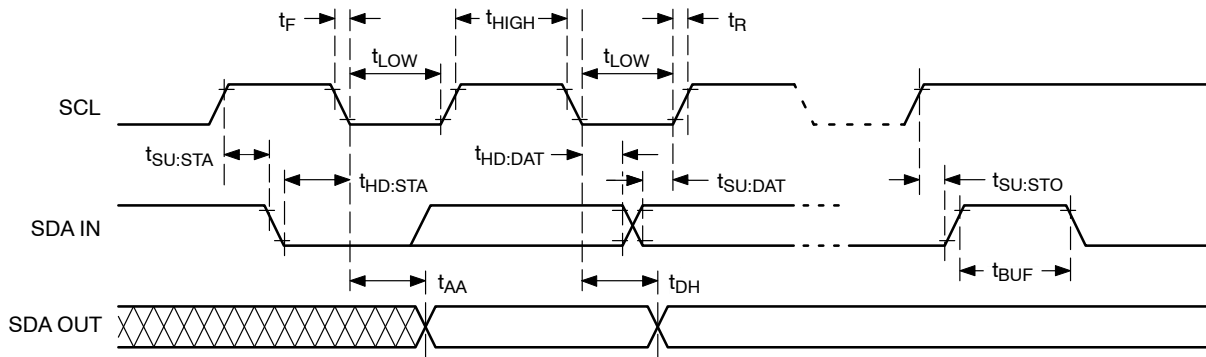 tF
tHIGH
tR
tLOW
tLOW
SCL
tSU:STA
tHD:STA
tHD:DAT
tSU:DAT
tSU:STO
SDA IN
tAA
tDH
tBUF
SDA OUT